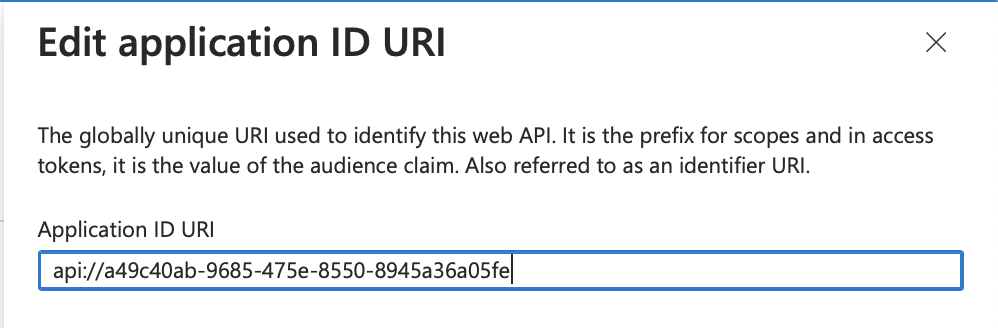 Edit application ID URI
The globally unique URI used to identify this web API. It is the prefix for scopes and in access
tokens, it is the value of the audience claim. Also referred to as an identifier URI.
Application ID URI
api://a49c40ab-9685-475e-8550-8945a36a05fe